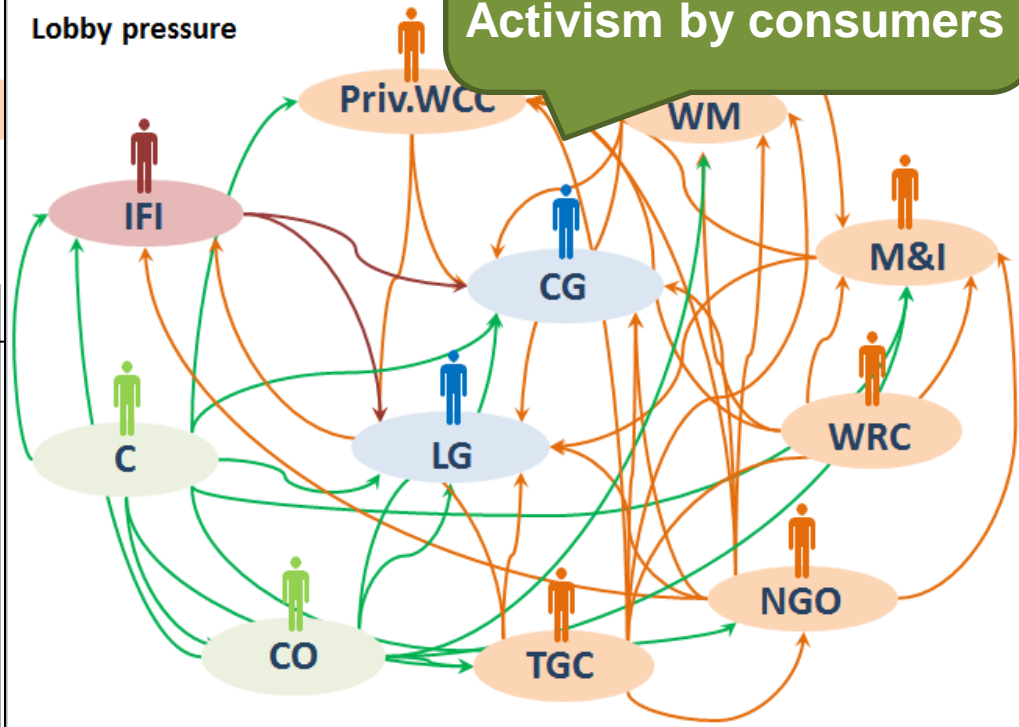 Lobby pressure
Activism by consumers
Priv.WCC
WM
IFI
M&I
CG
C
LG
WRC
NGO
CO
TGC